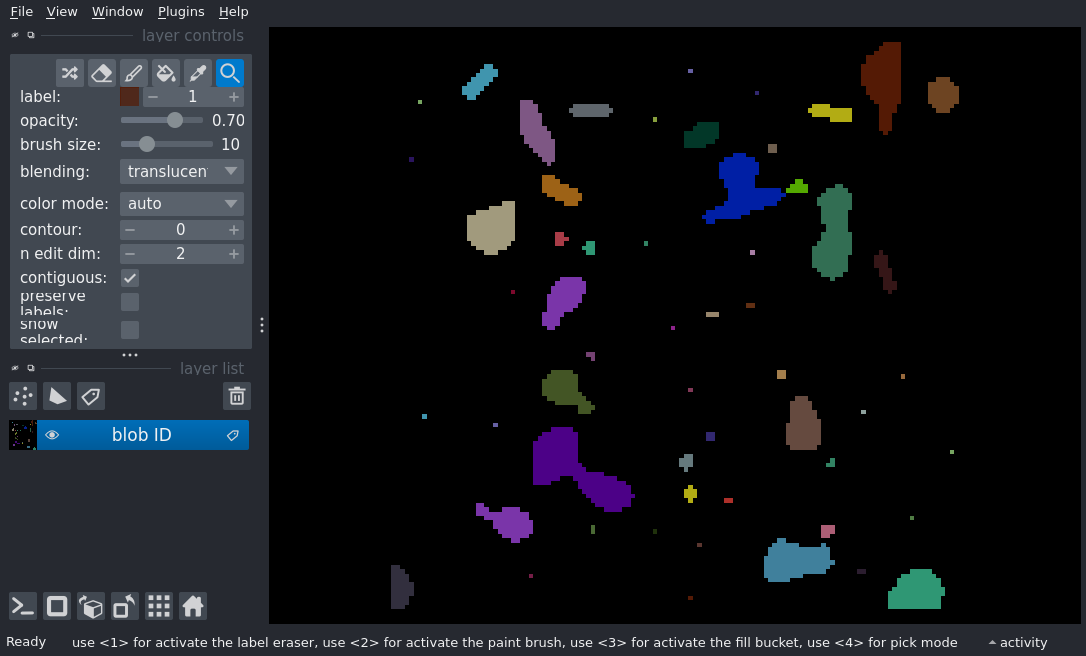 File View Window Plugins Help
layer controls
label: 1
opacity: 0.70
brush size: 10
blending: translucen
color mode: auto
contour: 0
n edit dim: 2
contiguous:
preserve
labels:
show
selected:
layer list
blob ID
Ready use <1> for activate the label eraser, use <2> for activate the paint brush, use <3> for activate the fill bucket, use <4> for pick mode activity